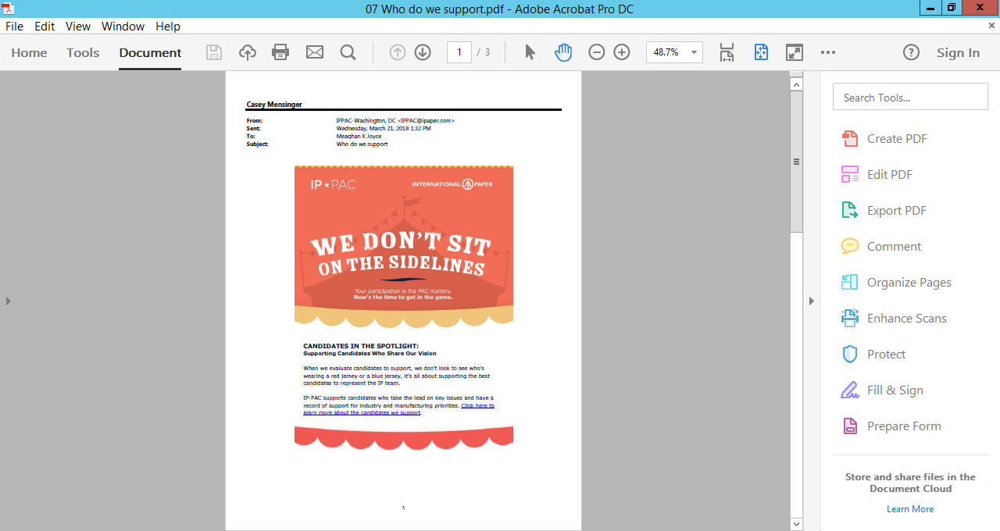 07 Who do we support.pdf - Adobe Acrobat Pro DC
File Edit View Window Help
Home Tools Document 1 / 3 48.7% Sign In
Search Tools...
Create PDF
Edit PDF
Export PDF
Comment
Organize Pages
Enhance Scans
Protect
Fill & Sign
Prepare Form
Store and share files in the
Document Cloud
Learn More
Casey Mensinger
From: IPPAC-Washington, DC <IPPAC@ipaper.com>
Sent: Wednesday, March 21, 2018 1:32 PM
To: Meaghan K Joyce
Subject: Who do we support
IP★PAC INTERNATIONAL PAPER
WE DON'T SIT
ON THE SIDELINES
Your participation in the PAC matters.
Now's the time to get in the game.
CANDIDATES IN THE SPOTLIGHT:
Supporting Candidates Who Share Our Vision
When we evaluate candidates to support, we don't look to see who's
wearing a red jersey or a blue jersey, it's all about supporting the best
candidates to represent the IP team.
IP-PAC supports candidates who take the lead on key issues and have a
record of support for industry and manufacturing priorities. Click here to
learn more about the candidates we support.
1